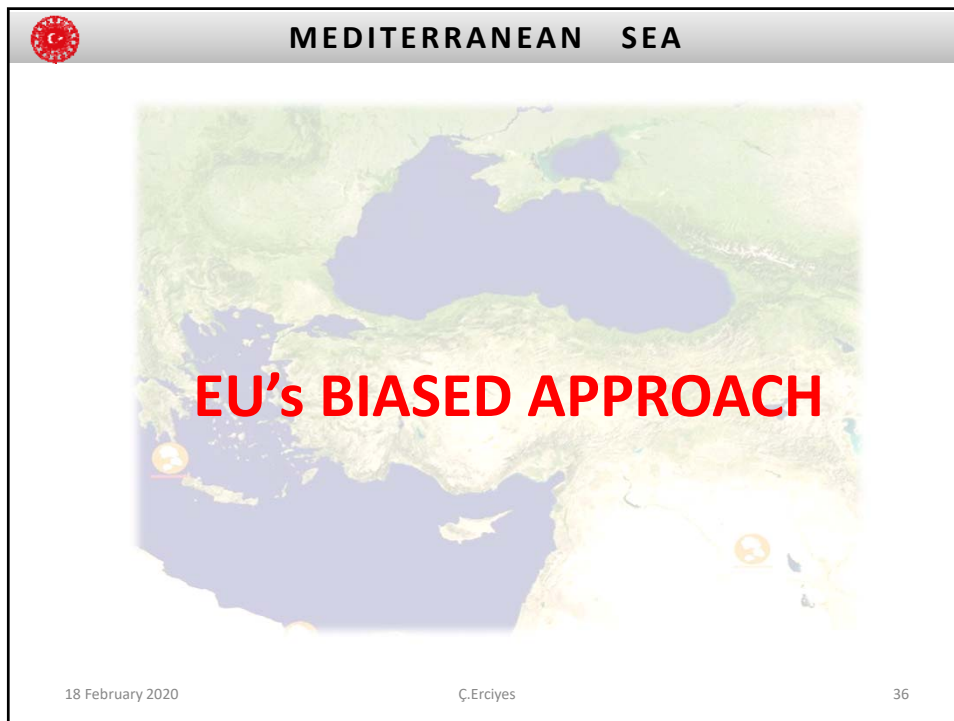 MEDITERRANEAN SEA
EU's BIASED APPROACH
18 February 2020
Ç.Erciyes
36